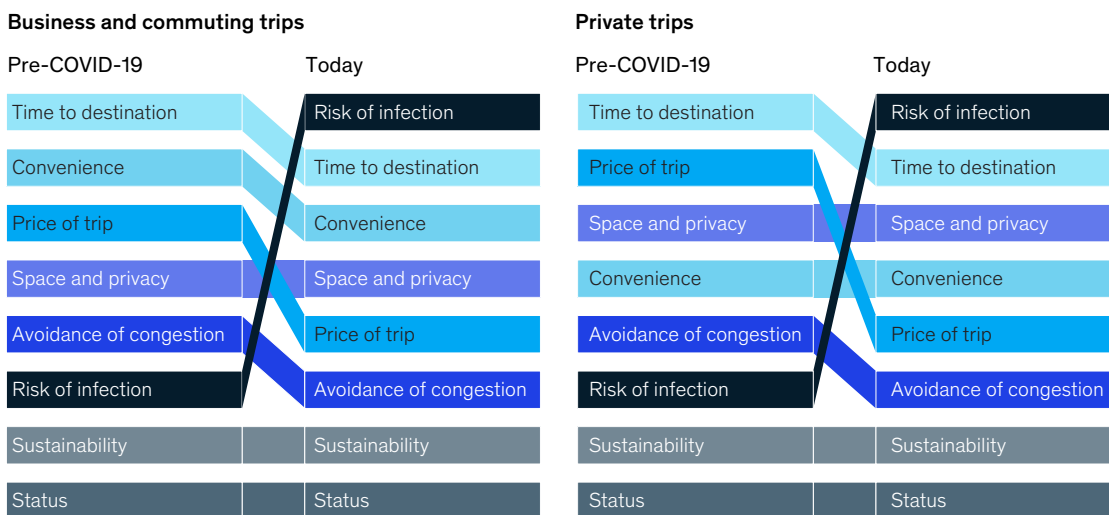 Business and commuting trips
Pre-COVID-19
Today
Time to destination
Risk of infection
Convenience
Time to destination
Price of trip
Convenience
Space and privacy
Space and privacy
Avoidance of congestion
Price of trip
Risk of infection
Avoidance of congestion
Sustainability
Sustainability
Status
Status
Private trips
Pre-COVID-19
Today
Time to destination
Risk of infection
Price of trip
Time to destination
Space and privacy
Space and privacy
Convenience
Convenience
Avoidance of congestion
Price of trip
Risk of infection
Avoidance of congestion
Sustainability
Sustainability
Status
Status